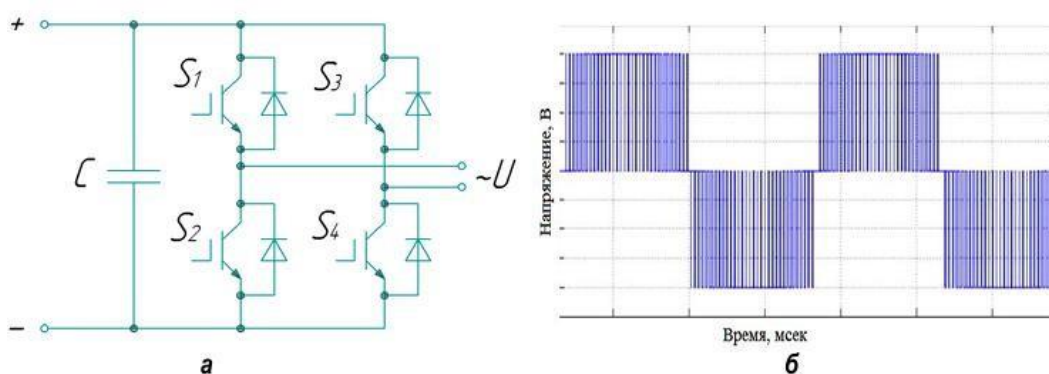 +
S1
S3
C
~U
S2
S4
−
а
Напряжение, В
Время, мсек
б